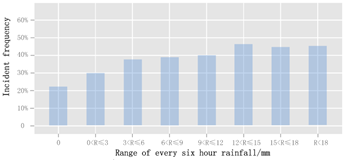 Incident frequency
60%
50%
40%
30%
20%
10%
0
0 0<R≤3 3<R≤6 6<R≤9 9<R≤12 12<R≤15 15<R≤18 R<18
Range of every six hour rainfall/mm